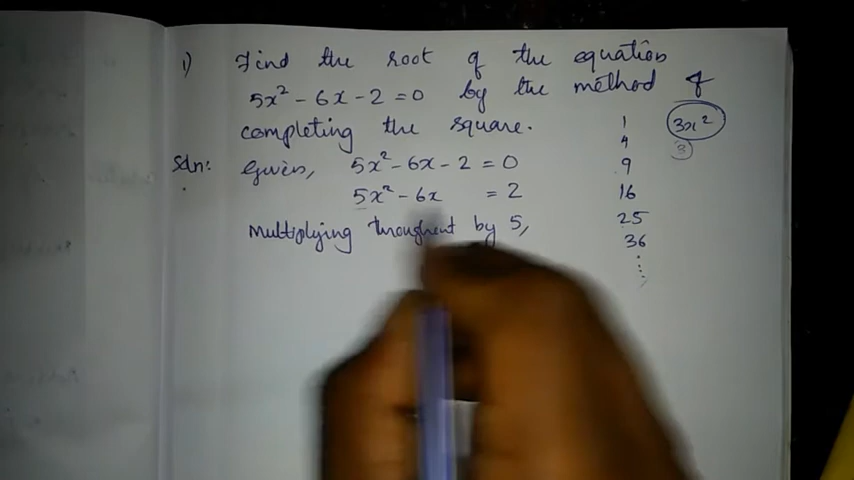 1) Find the root of the equation
5x² - 6x - 2 = 0 by the method of
completing the square.
Soln: Given, 5x² - 6x - 2 = 0
5x² - 6x = 2
Multiplying throughout by 5,
1
4
9
16
25
36
3x²
3